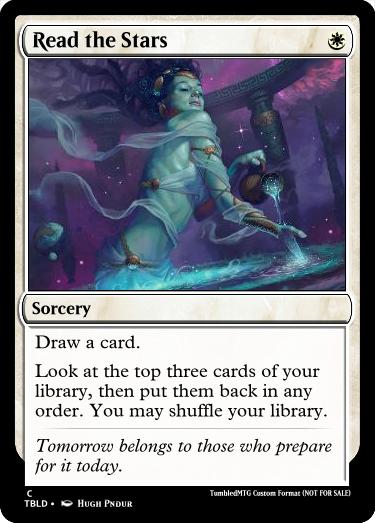 Read the Stars
Sorcery
Draw a card.
Look at the top three cards of your
library, then put them back in any
order. You may shuffle your library.
Tomorrow belongs to those who prepare
for it today.
C
TBLD • Hugh Pndur
TumbledMTG Custom Format (NOT FOR SALE)